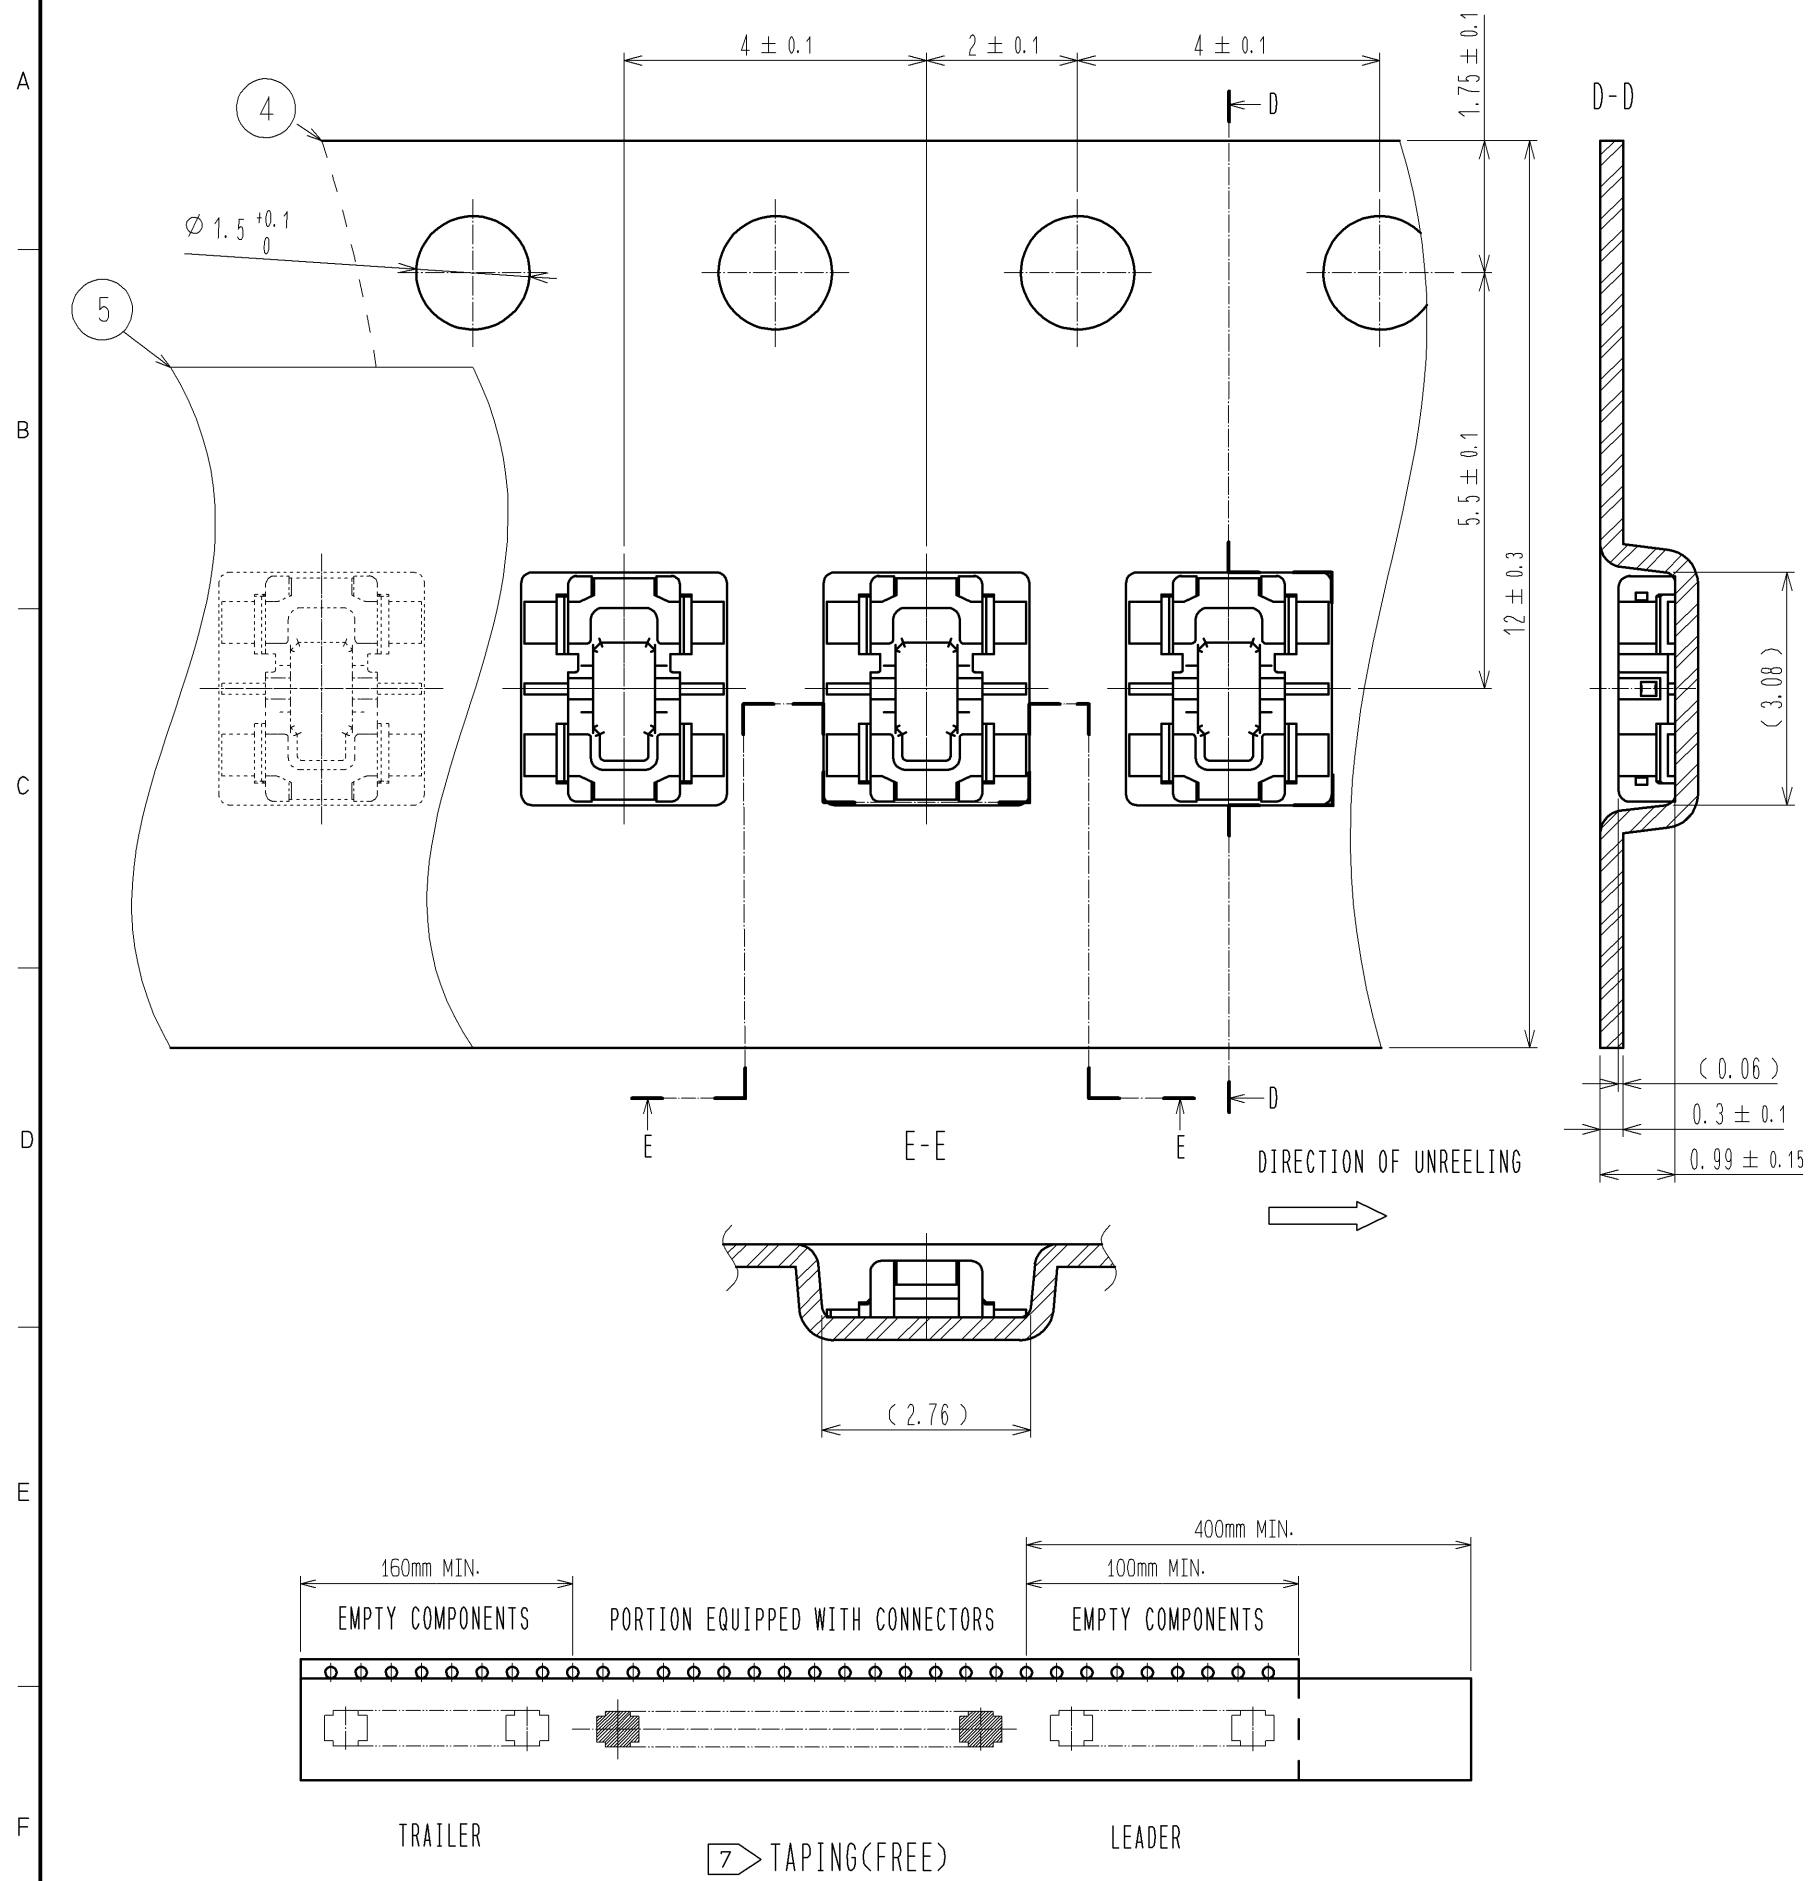 4 ± 0.1
2 ± 0.1
4 ± 0.1
1.75 ± 0.1
A
4
D
D-D
Ø 1.5 +0.1 0
5
B
5.5 ± 0.1
12 ± 0.3
(3.08)
C
(0.06)
0.3 ± 0.1
0.99 ± 0.15
D
E
E-E
E
D
DIRECTION OF UNREELING
(2.76)
E
400mm MIN.
160mm MIN.
100mm MIN.
EMPTY COMPONENTS
PORTION EQUIPPED WITH CONNECTORS
EMPTY COMPONENTS
F
TRAILER
LEADER
7 TAPING(FREE)